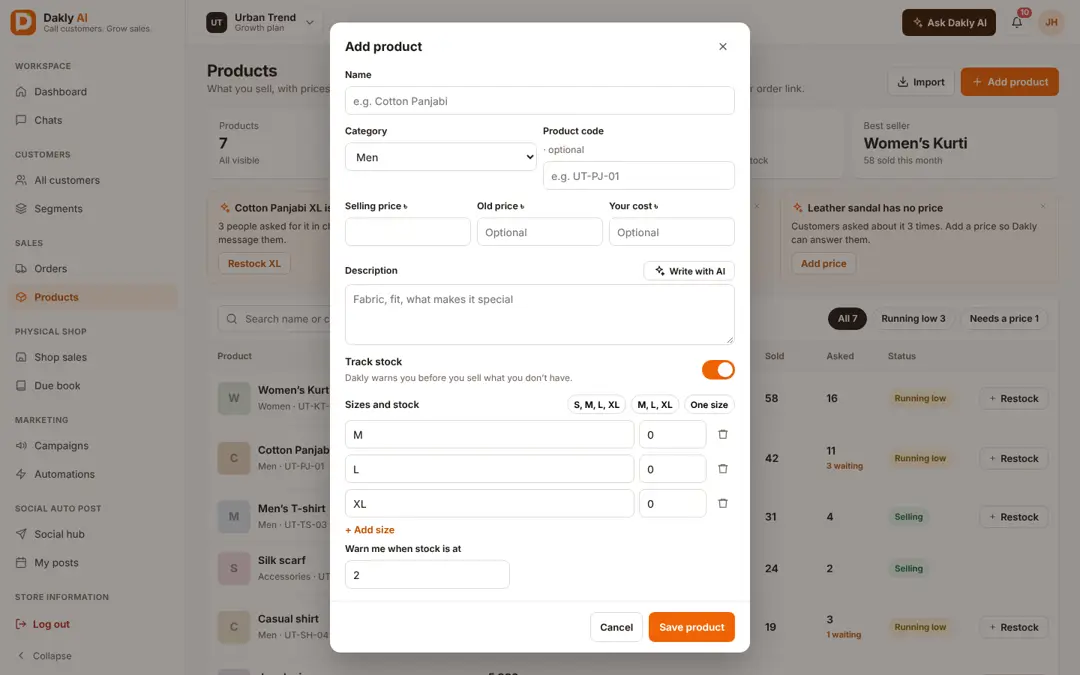 Dakly AI
Call customers. Grow sales.
UT
Urban Trend
Growth plan
Ask Dakly AI
10
JH
WORKSPACE
Dashboard
Chats
CUSTOMERS
All customers
Segments
SALES
Orders
Products
PHYSICAL SHOP
Shop sales
Due book
MARKETING
Campaigns
Automations
SOCIAL AUTO POST
Social hub
My posts
STORE INFORMATION
Log out
Collapse
Products
What you sell, with prices
order link.
Import
+ Add product
Products
7
All visible
Best seller
Women's Kurti
58 sold this month
Cotton Panjabi XL is
3 people asked for it in
message them.
Restock XL
Leather sandal has no price
Customers asked about it 3 times. Add a price so Dakly
can answer them.
Add price
Search name or
All 7
Running low 3
Needs a price 1
Product
Sold
Asked
Status
W
Women's
Women · UT-KT-
58
16
Running low
+ Restock
C
Cotton
Men · UT-PJ-01
42
11
3 waiting
Running low
+ Restock
M
Men's T-shirt
Men · UT-TS-03
31
4
Selling
+ Restock
S
Silk scarf
Accessories ·
24
2
Selling
C
Casual shirt
Men · UT-SH-04
19
3
1 waiting
Running low
+ Restock
Add product
×
Name
e.g. Cotton Panjabi
Category
Men
Product code
· optional
e.g. UT-PJ-01
Selling price ৳
Old price ৳
Optional
Your cost ৳
Optional
Description
Write with AI
Fabric, fit, what makes it special
Track stock
Dakly warns you before you sell what you don't have.
Sizes and stock
S, M, L, XL
M, L, XL
One size
M
0
L
0
XL
0
+ Add size
Warn me when stock is at
2
Cancel
Save product